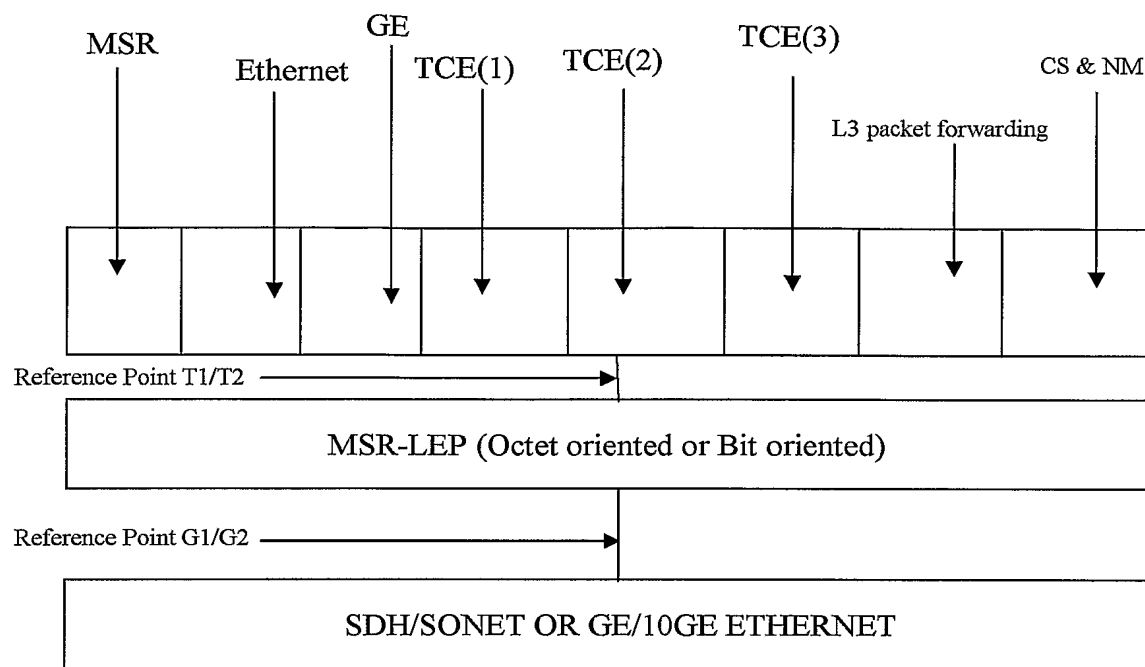 MSR
Ethernet
GE
TCE(1)
TCE(2)
TCE(3)
L3 packet forwarding
CS & NM
Reference Point T1/T2
MSR-LEP (Octet oriented or Bit oriented)
Reference Point G1/G2
SDH/SONET OR GE/10GE ETHERNET